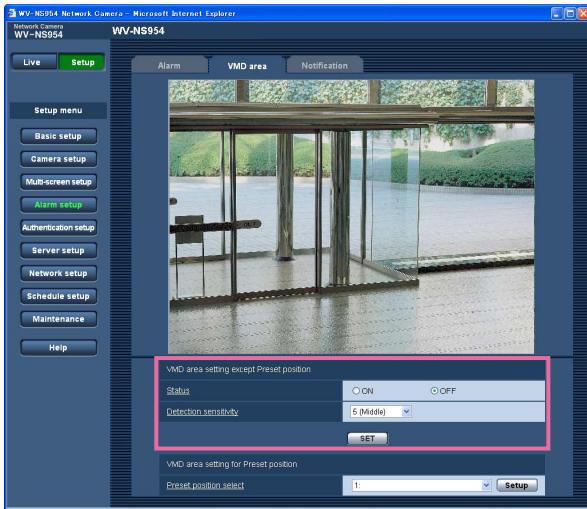 WV-NS954 Network Camera - Microsoft Internet Explorer
Network Camera
WV-NS954
WV-NS954
Live
Setup
Alarm
VMD area
Notification
Setup menu
Basic setup
Camera setup
Multi-screen setup
Alarm setup
Authentication setup
Server setup
Network setup
Schedule setup
Maintenance
Help
VMD area setting except Preset position
Status
ON
OFF
Detection sensitivity
5 (Middle)
SET
VMD area setting for Preset position
Preset position select
1:
Setup